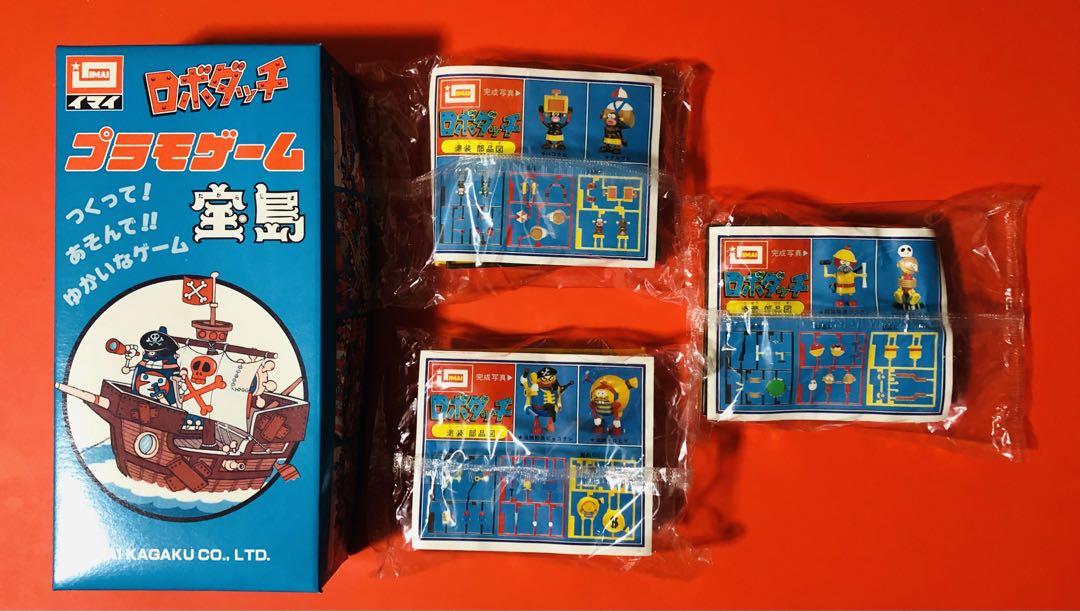 IMAI
イマイ
ロボダッチ
プラモゲーム
つくって!
あそんで!!
ゆかいなゲーム
宝島
AI KAGAKU CO., LTD.
IMAI
完成写真▶
ロボダッチ
塗装 部品図
IMAI
完成写真▶
ロボダッチ
塗装 部品図
IMAI
完成写真▶
ロボダッチ
塗装 部品図